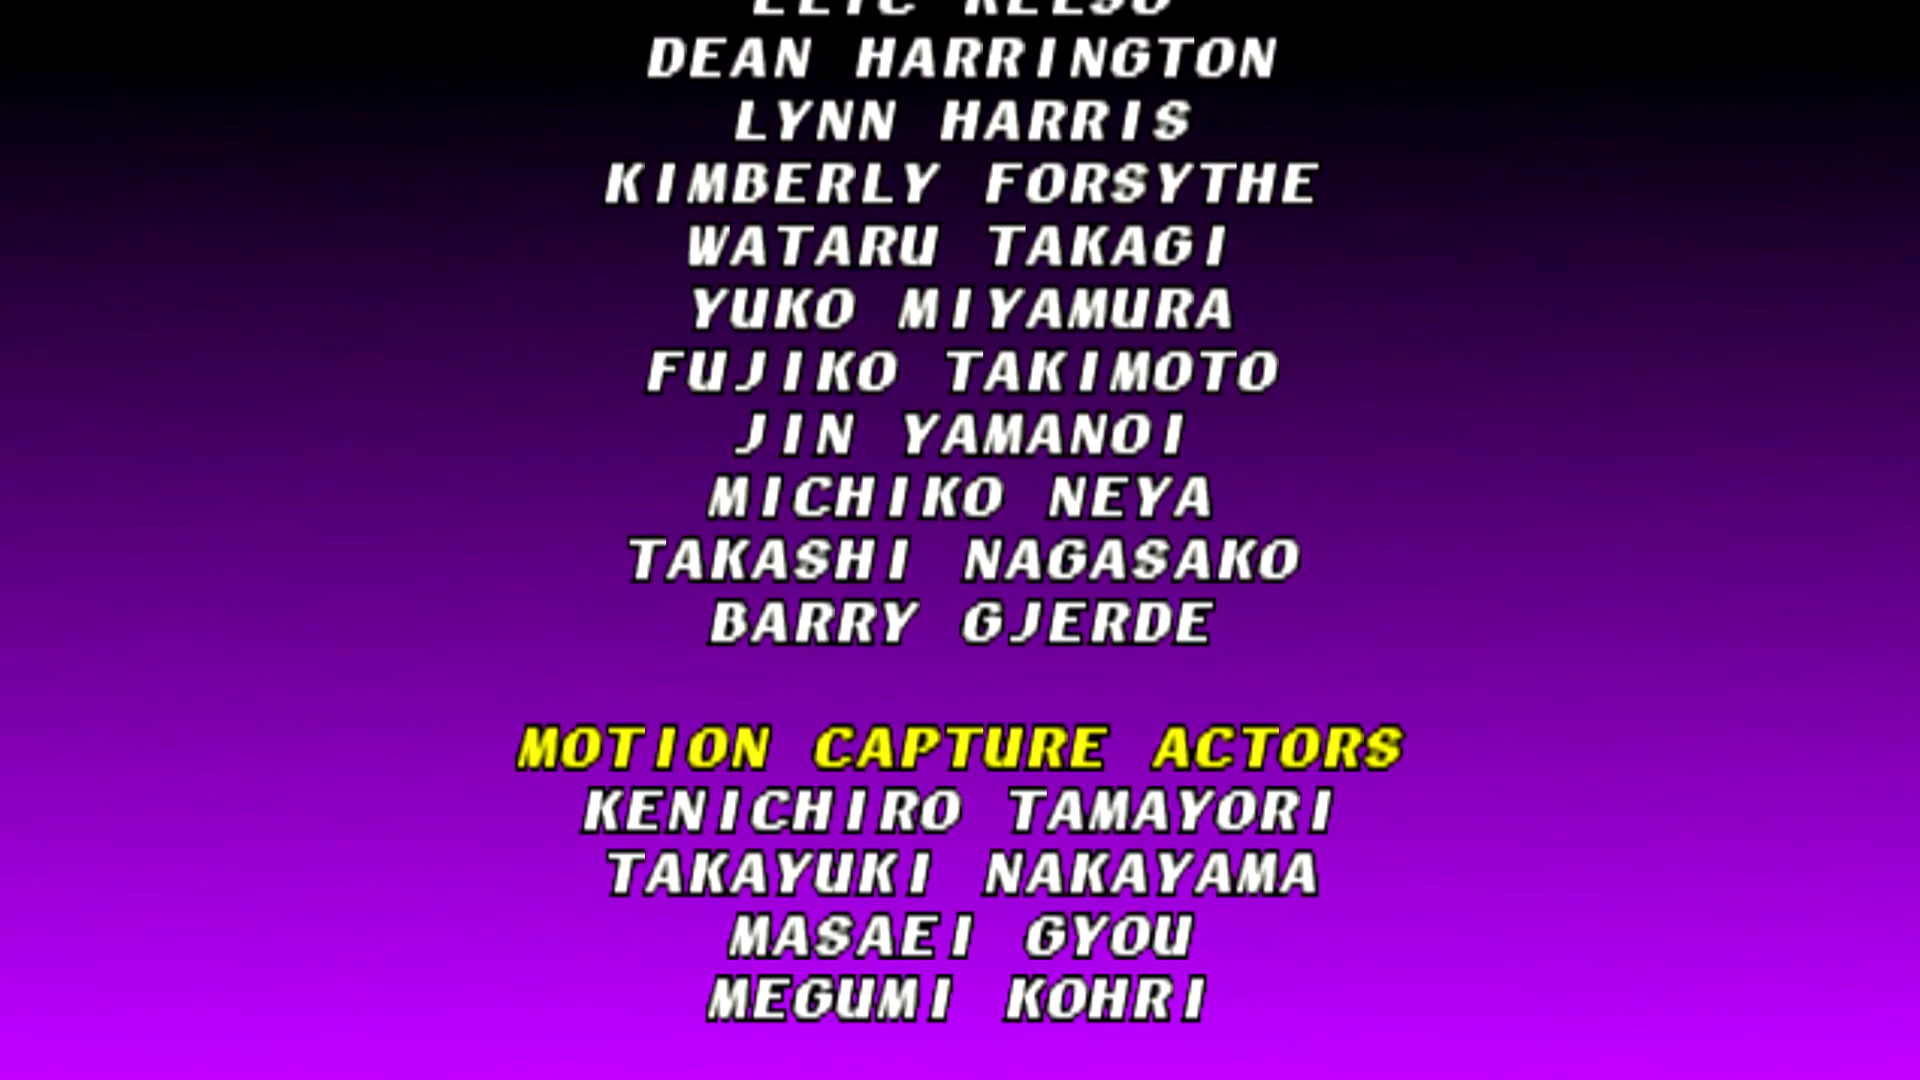 DEAN HARRINGTON
LYNN HARRIS
KIMBERLY FORSYTHE
WATARU TAKAGI
YUKO MIYAMURA
FUJIKO TAKIMOTO
JIN YAMANOI
MICHIKO NEYA
TAKASHI NAGASAKO
BARRY GJERDE
MOTION CAPTURE ACTORS
KENICHIRO TAMAYORI
TAKAYUKI NAKAYAMA
MASAEI GYOU
MEGUMI KOHRI